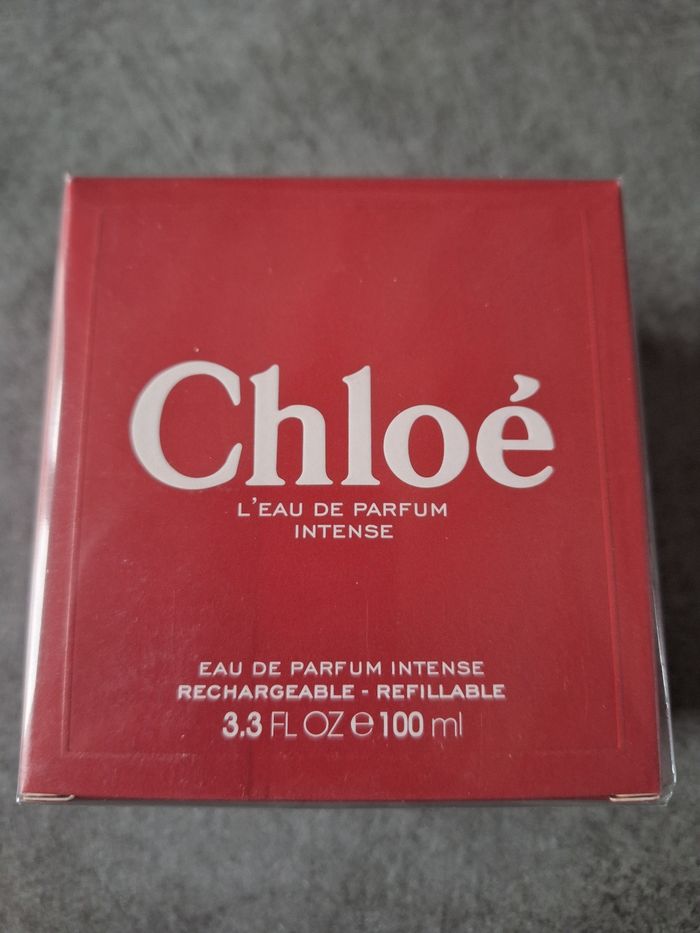 Chloé
L'EAU DE PARFUM
INTENSE
EAU DE PARFUM INTENSE
RECHARGEABLE - REFILLABLE
3,3 FL OZ e 100 ml